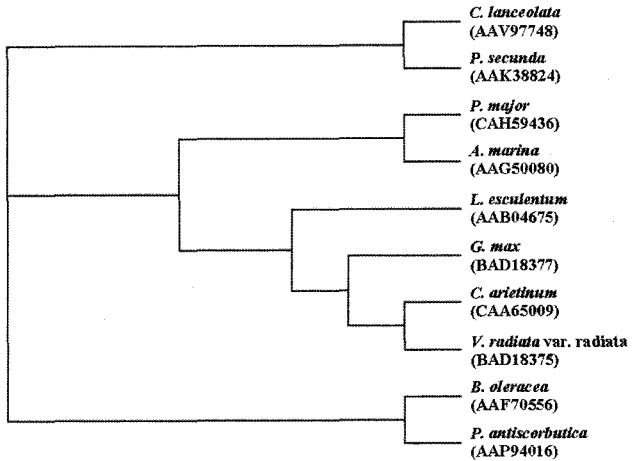 C. lanceolata
(AAV97748)
P. secunda
(AAK38824)
P. major
(CAH59436)
A. marina
(AAG50080)
L. esculentum
(AAB04675)
G. max
(BAD18377)
C. arietinum
(CAA65009)
V. radiata var. radiata
(BAD18375)
B. oleracea
(AAF70556)
P. antiscorbutica
(AAP94016)